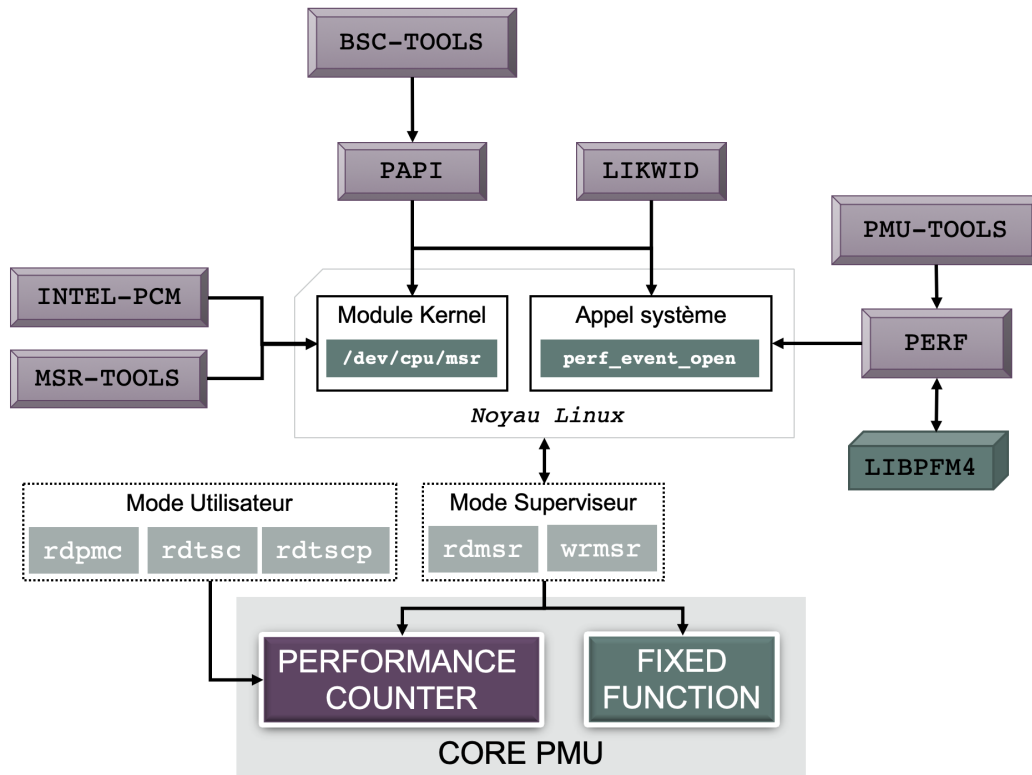 BSC-TOOLS
PAPI
LIKWID
PMU-TOOLS
INTEL-PCM
MSR-TOOLS
Module Kernel
/dev/cpu/msr
Appel système
perf_event_open
Noyau Linux
PERF
LIBPFM4
Mode Utilisateur
rdpmc
rdtsc
rdtscp
Mode Superviseur
rdmsr
wrmsr
PERFORMANCE
COUNTER
FIXED
FUNCTION
CORE PMU